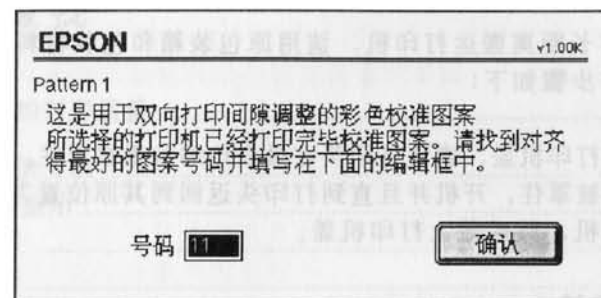 EPSON
v1.00K
Pattern 1
这是用于双向打印间隙调整的彩色校准图案
所选择的打印机已经打印完毕校准图案。请找到对齐
得最好的图案号码并填写在下面的编辑框中。
号码 11
确认